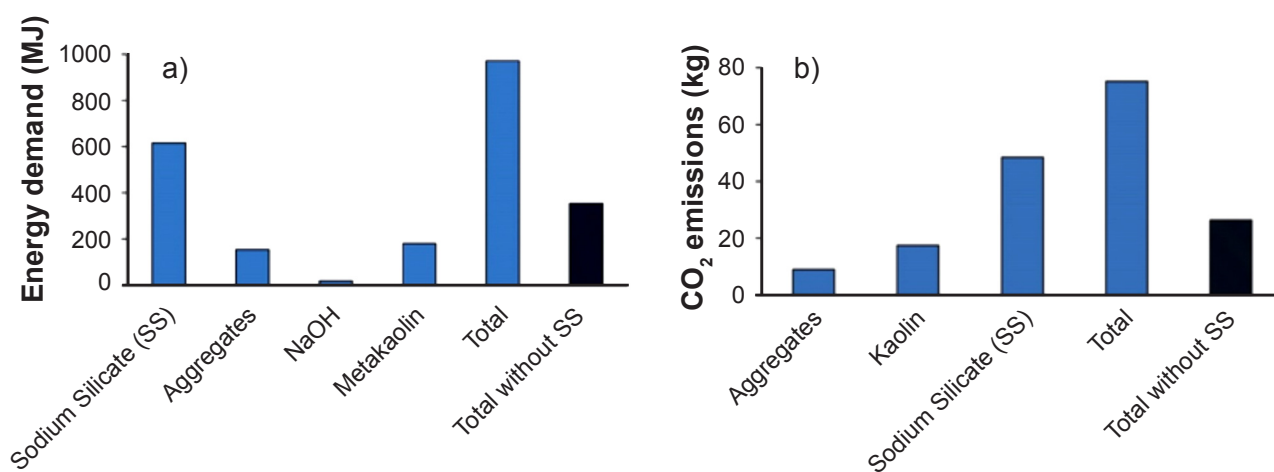 a)
Energy demand (MJ)
1000
800
600
400
200
0
Sodium Silicate (SS)
Aggregates
NaOH
Metakaolin
Total
Total without SS
b)
CO₂ emissions (kg)
80
60
40
20
0
Aggregates
Kaolin
Sodium Silicate (SS)
Total
Total without SS